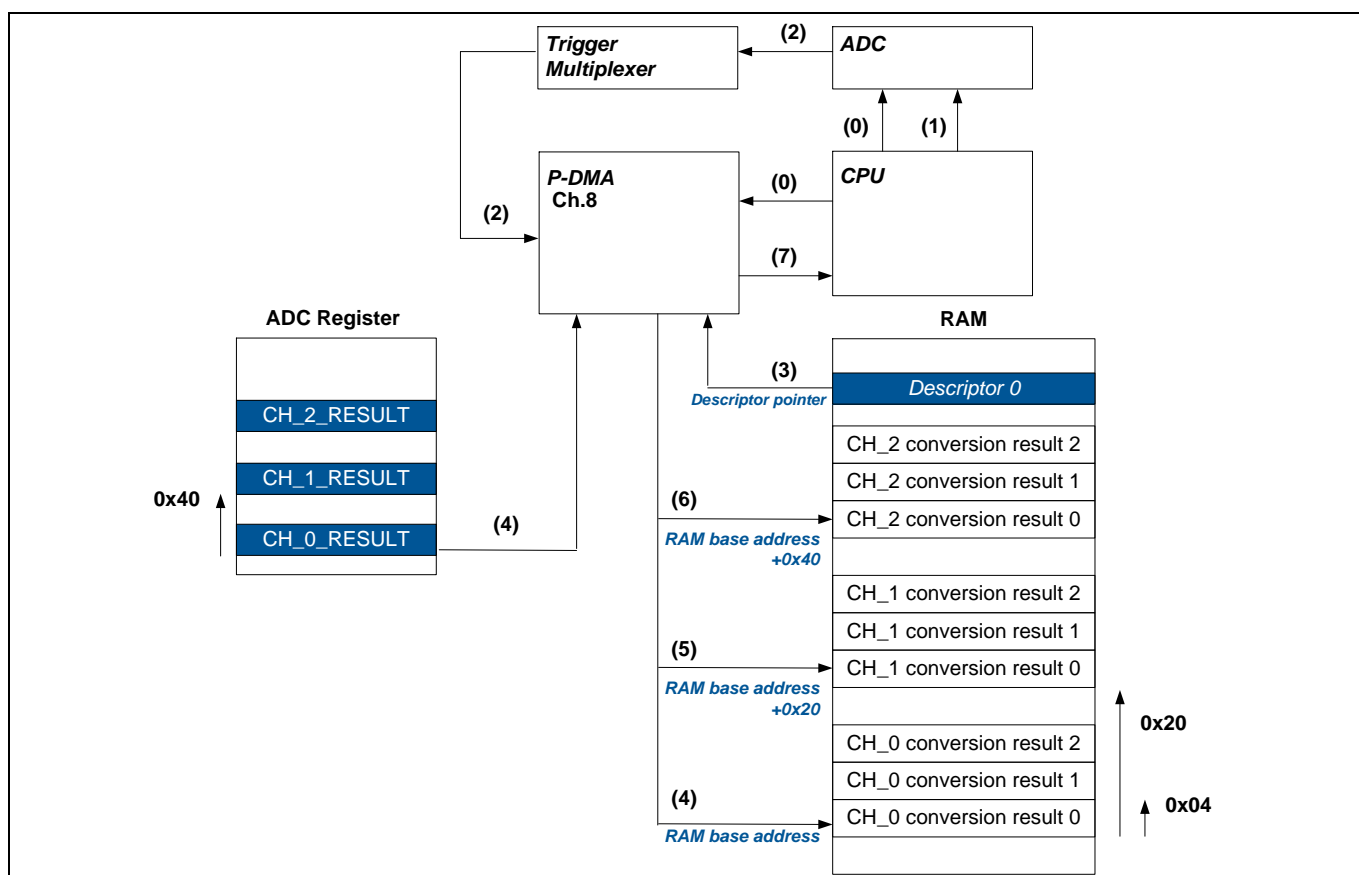 Trigger
Multiplexer
(2)
ADC
(0)
(1)
P-DMA
Ch.8
(0)
CPU
(2)
(7)
ADC Register
RAM
(3)
Descriptor pointer
Descriptor 0
CH_2_RESULT
CH_1_RESULT
CH_0_RESULT
0x40
(4)
CH_2 conversion result 2
CH_2 conversion result 1
CH_2 conversion result 0
(6)
RAM base address
+0x40
CH_1 conversion result 2
CH_1 conversion result 1
CH_1 conversion result 0
(5)
RAM base address
+0x20
0x20
CH_0 conversion result 2
CH_0 conversion result 1
CH_0 conversion result 0
0x04
(4)
RAM base address